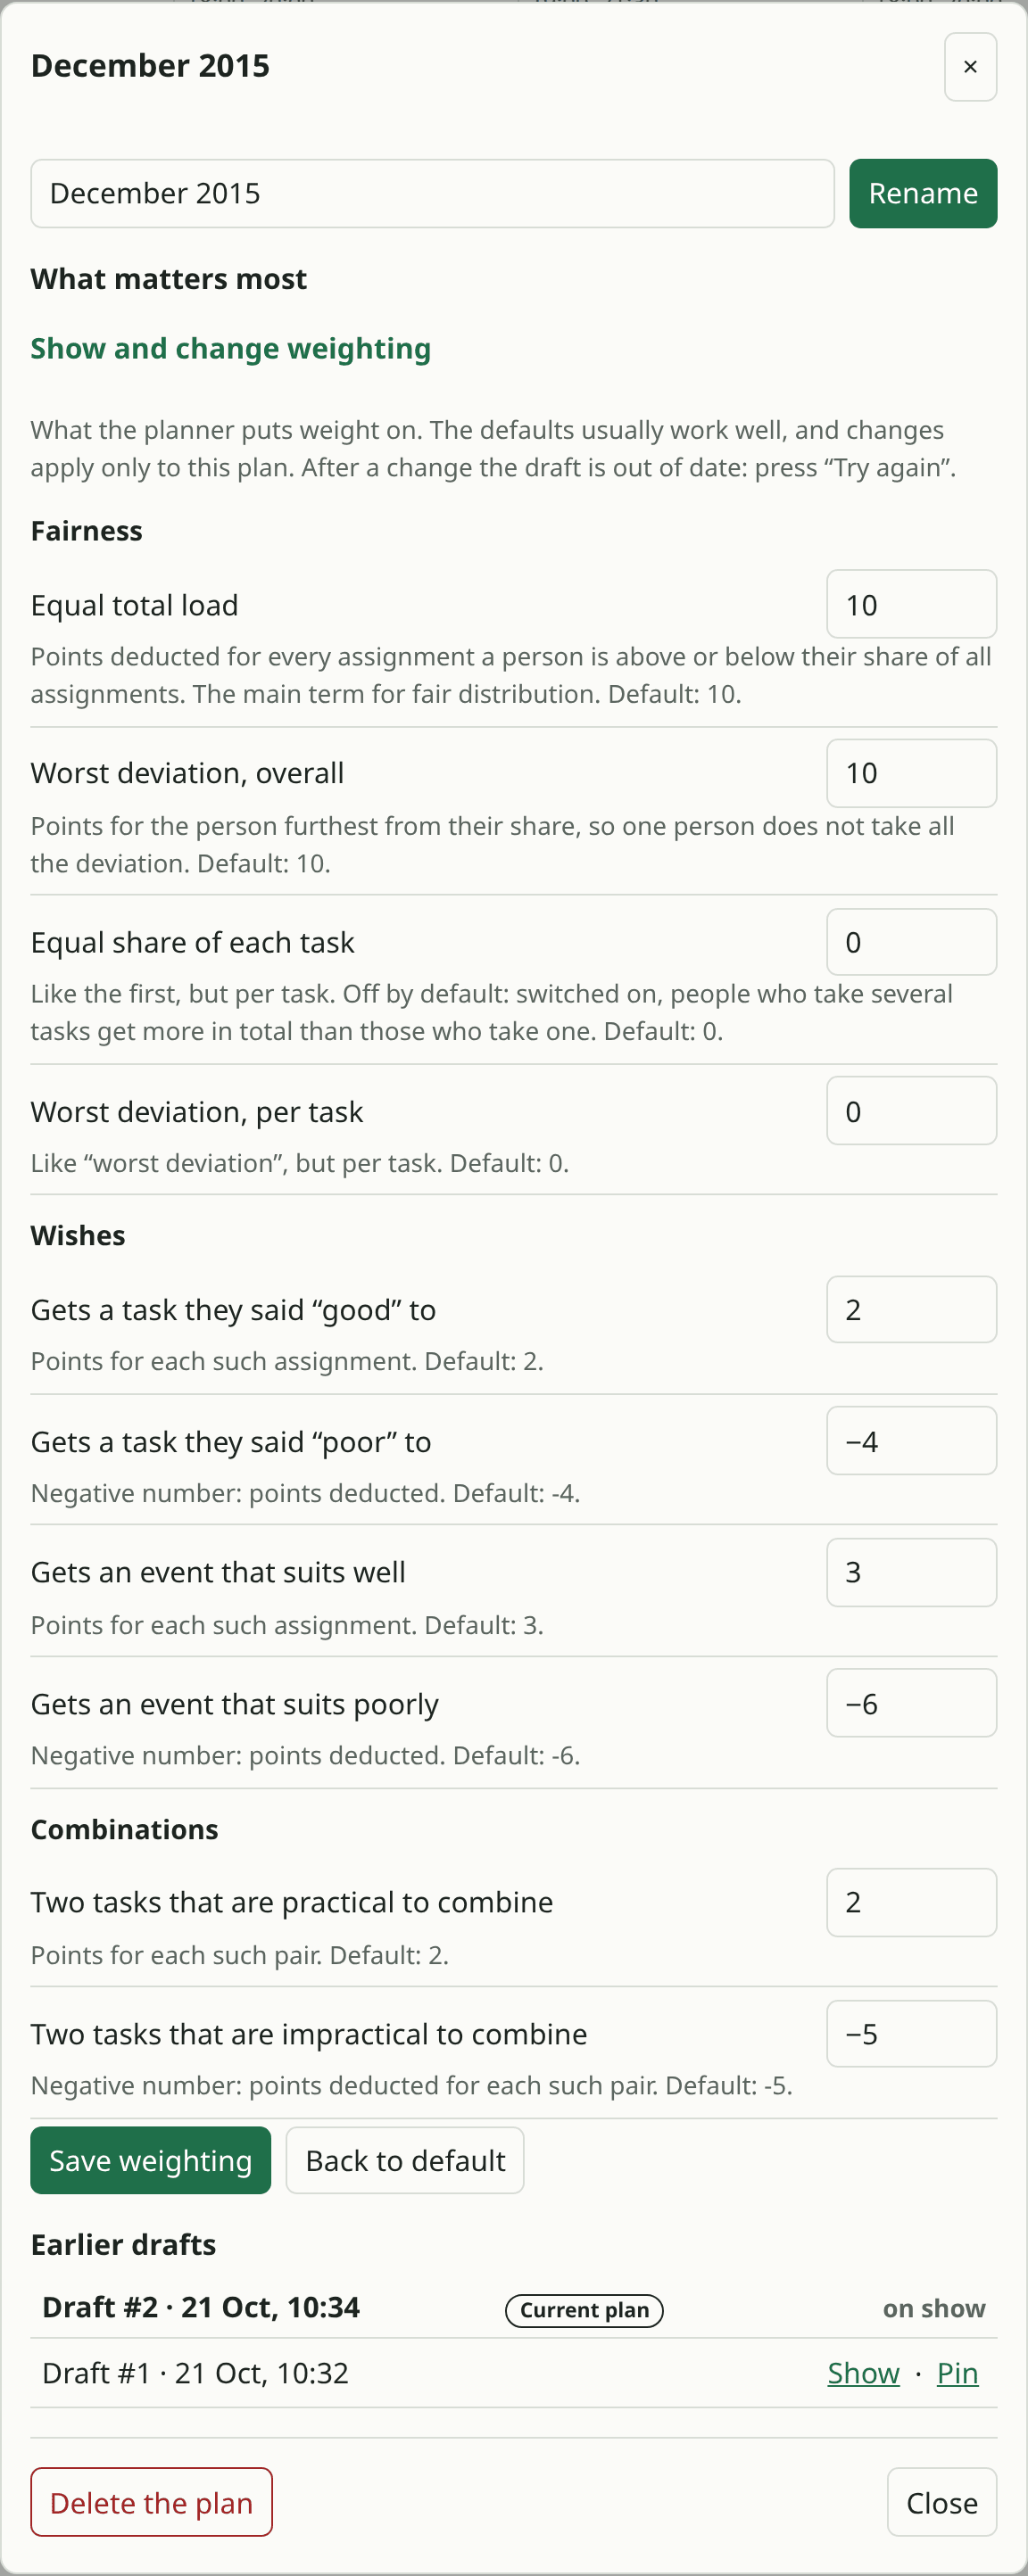 December 2015
×
December 2015
Rename
What matters most
Show and change weighting
What the planner puts weight on. The defaults usually work well, and changes
apply only to this plan. After a change the draft is out of date: press “Try again”.
Fairness
Equal total load
10
Points deducted for every assignment a person is above or below their share of all
assignments. The main term for fair distribution. Default: 10.
Worst deviation, overall
10
Points for the person furthest from their share, so one person does not take all
the deviation. Default: 10.
Equal share of each task
0
Like the first, but per task. Off by default: switched on, people who take several
tasks get more in total than those who take one. Default: 0.
Worst deviation, per task
0
Like “worst deviation”, but per task. Default: 0.
Wishes
Gets a task they said “good” to
2
Points for each such assignment. Default: 2.
Gets a task they said “poor” to
−4
Negative number: points deducted. Default: -4.
Gets an event that suits well
3
Points for each such assignment. Default: 3.
Gets an event that suits poorly
−6
Negative number: points deducted. Default: -6.
Combinations
Two tasks that are practical to combine
2
Points for each such pair. Default: 2.
Two tasks that are impractical to combine
−5
Negative number: points deducted for each such pair. Default: -5.
Save weighting
Back to default
Earlier drafts
Draft #2 · 21 Oct, 10:34
Current plan
on show
Draft #1 · 21 Oct, 10:32
Show · Pin
Delete the plan
Close